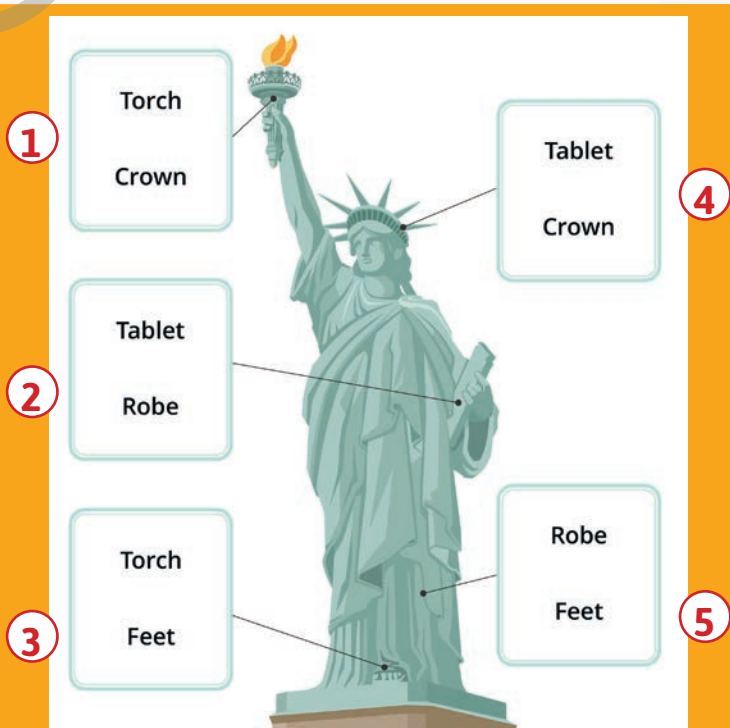 1
Torch
Crown
2
Tablet
Robe
3
Torch
Feet
4
Tablet
Crown
5
Robe
Feet